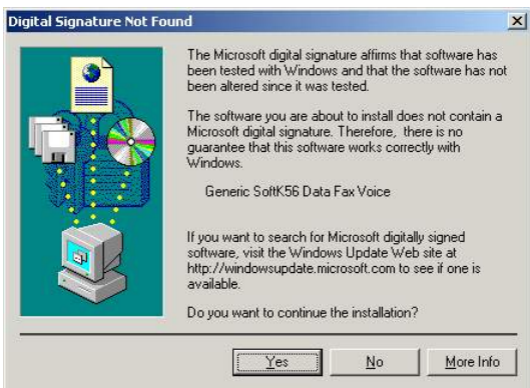 Digital Signature Not Found
The Microsoft digital signature affirms that software has
been tested with Windows and that the software has not
been altered since it was tested.
The software you are about to install does not contain a
Microsoft digital signature. Therefore, there is no
guarantee that this software works correctly with
Windows.
Generic SoftK56 Data Fax Voice
If you want to search for Microsoft digitally signed
software, visit the Windows Update Web site at
http://windowsupdate.microsoft.com to see if one is
available.
Do you want to continue the installation?
Yes No More Info